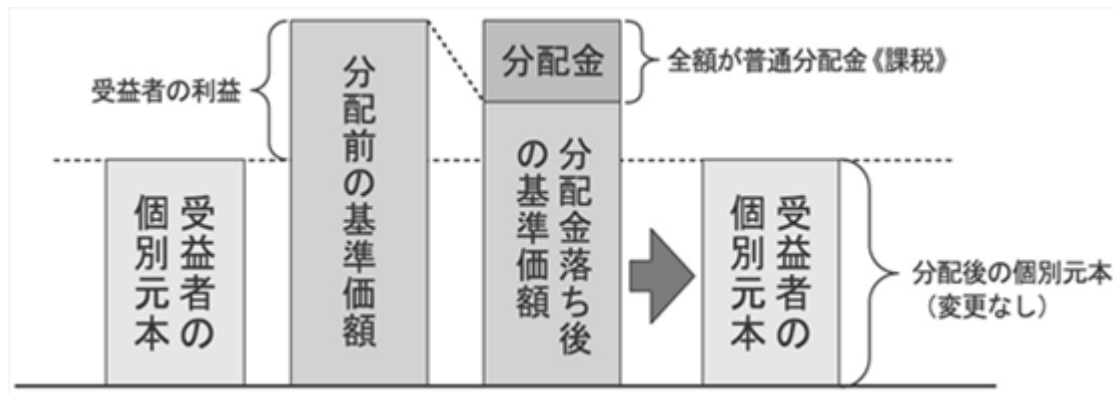 受益者の利益
分配前の基準価額
分配金
全額が普通分配金《課税》
受益者の
個別元本
分配金落ち後
の基準価額
受益者の
個別元本
分配後の個別元本
(変更なし)